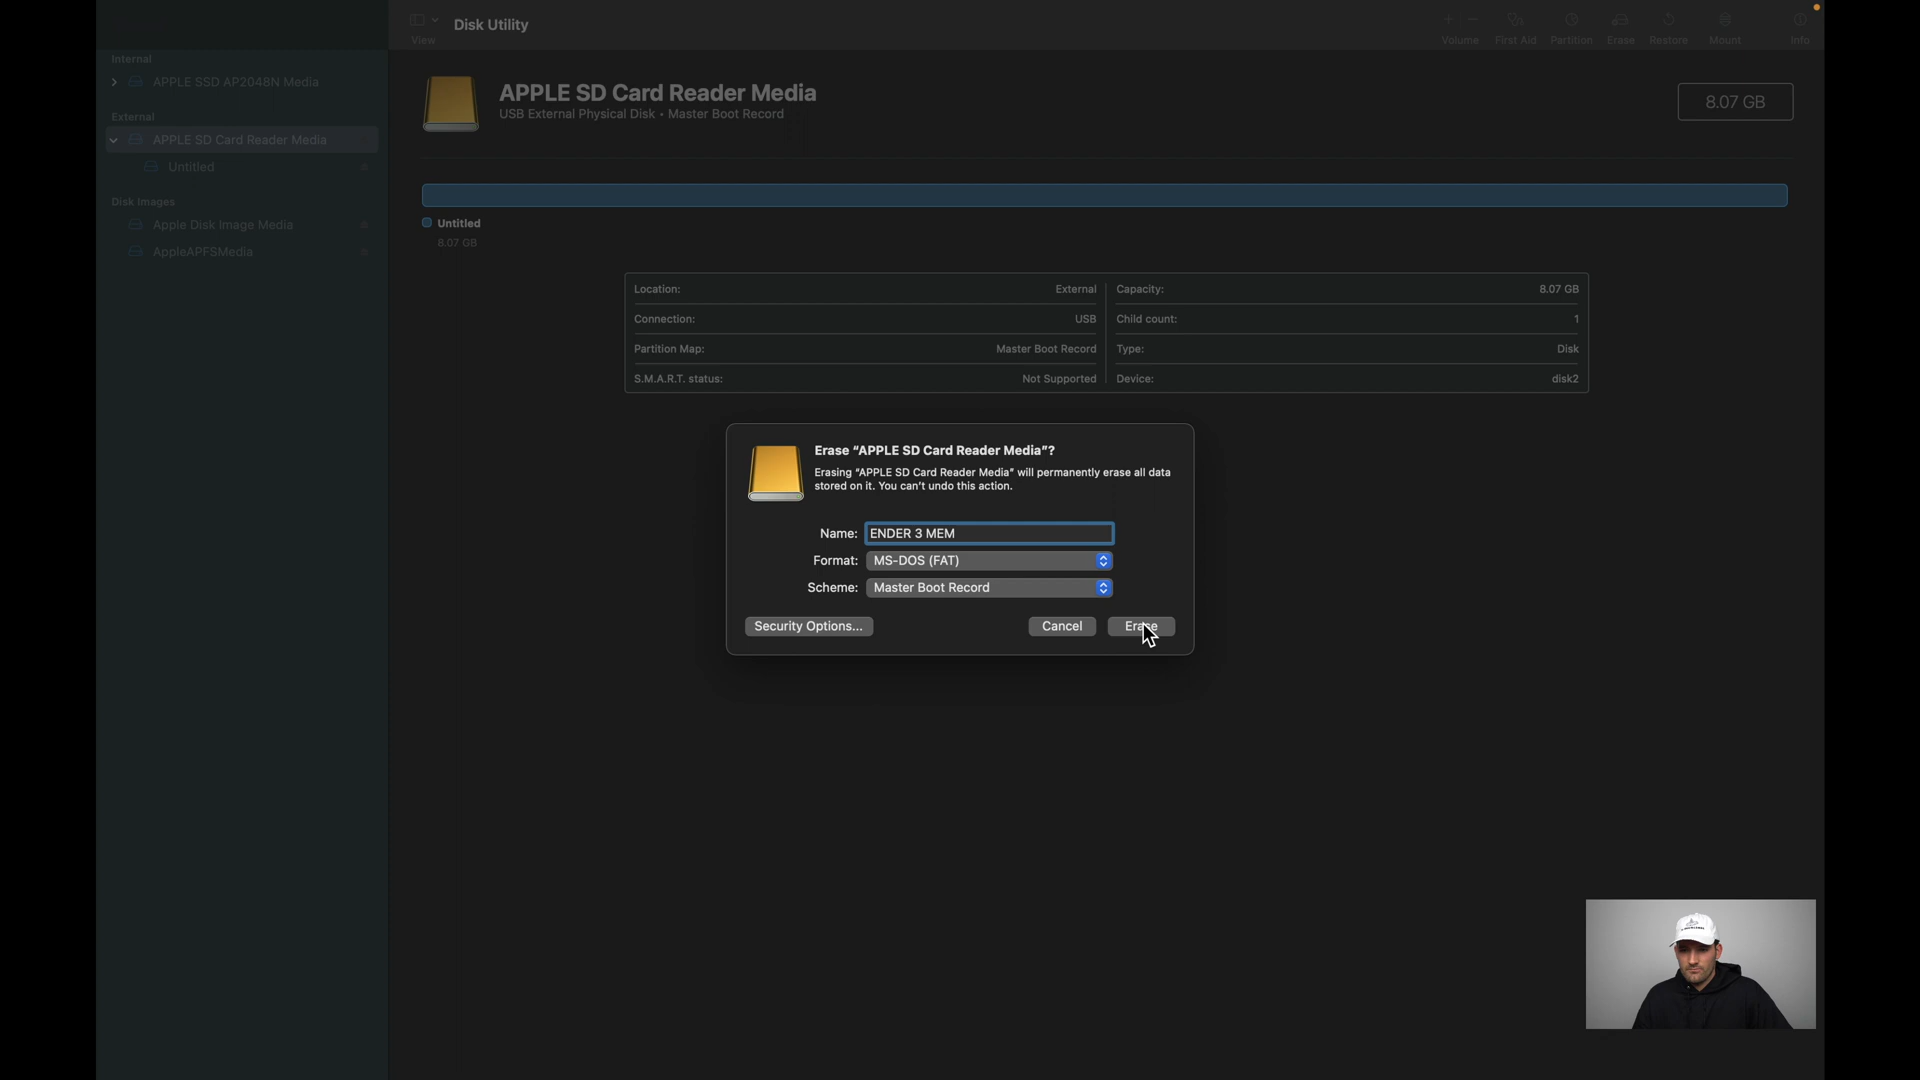 Disk Utility
View
Volume
First Aid
Partition
Erase
Restore
Mount
Info
Internal
APPLE SSD AP2048N Media
External
APPLE SD Card Reader Media
Untitled
Disk Images
Apple Disk Image Media
AppleAPFSMedia
APPLE SD Card Reader Media
USB External Physical Disk • Master Boot Record
8.07 GB
Untitled
8.07 GB
Location: External
Capacity: 8.07 GB
Connection: USB
Child count: 1
Partition Map: Master Boot Record
Type: Disk
S.M.A.R.T. status: Not Supported
Device: disk2
Erase “APPLE SD Card Reader Media”?
Erasing “APPLE SD Card Reader Media” will permanently erase all data
stored on it. You can’t undo this action.
Name: ENDER 3 MEM
Format: MS-DOS (FAT)
Scheme: Master Boot Record
Security Options...
Cancel
Erase